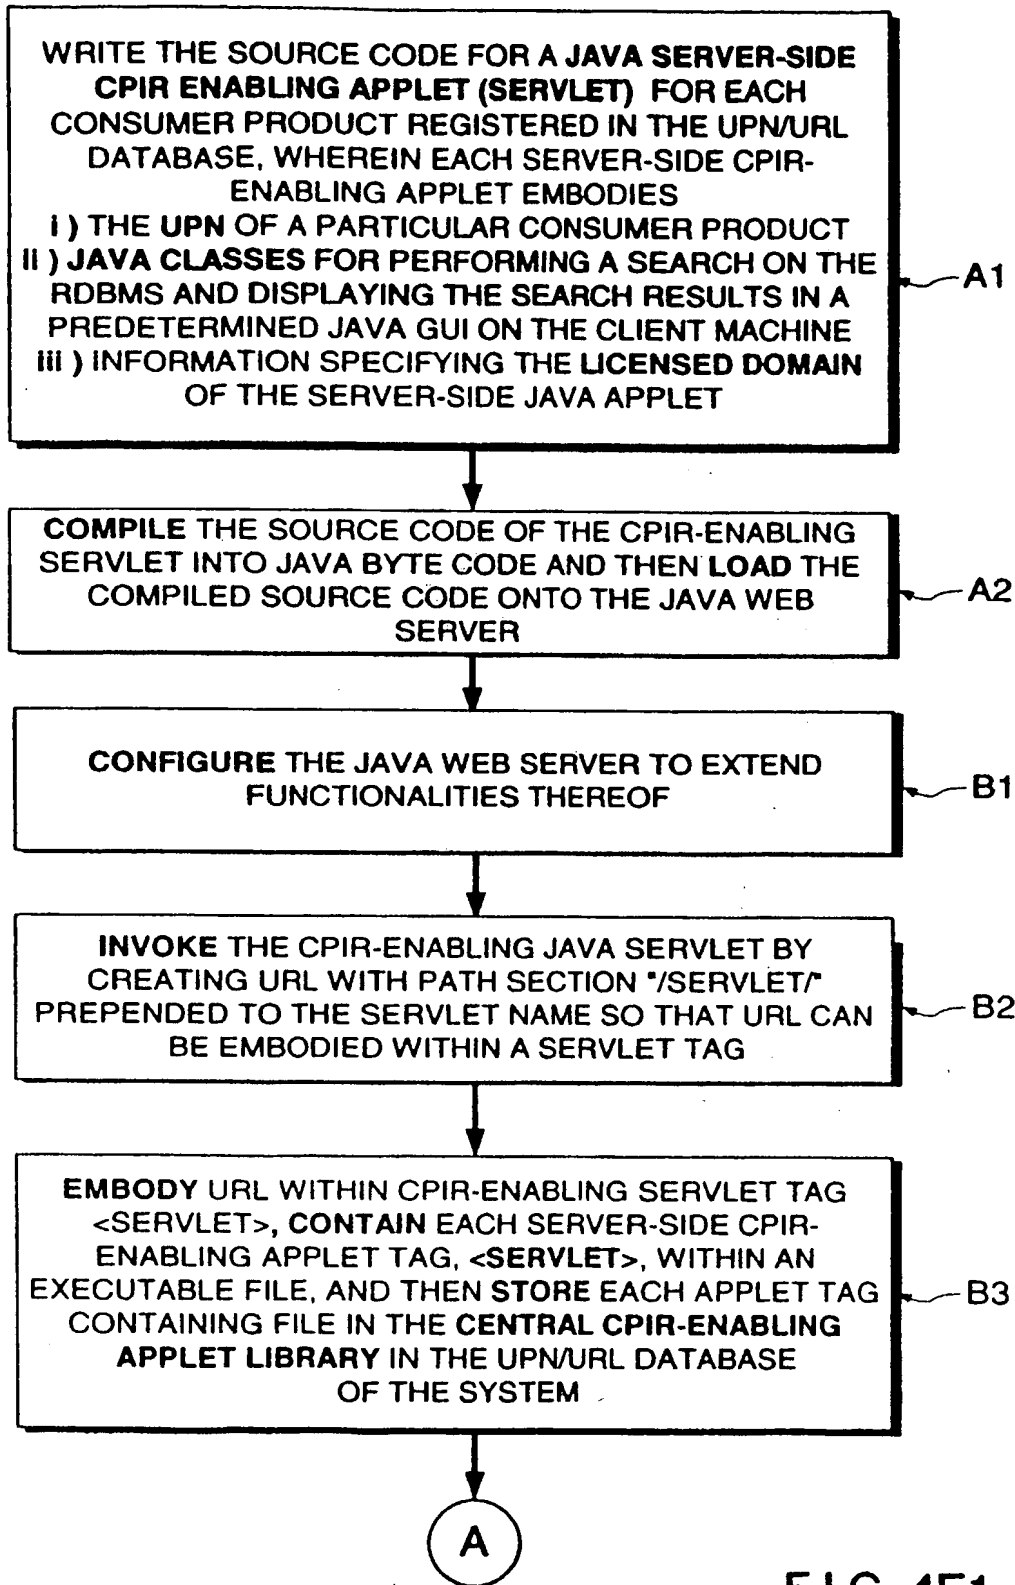 WRITE THE SOURCE CODE FOR A JAVA SERVER-SIDE
CPIR ENABLING APPLET (SERVLET) FOR EACH
CONSUMER PRODUCT REGISTERED IN THE UPN/URL
DATABASE, WHEREIN EACH SERVER-SIDE CPIR-
ENABLING APPLET EMBODIES
i ) THE UPN OF A PARTICULAR CONSUMER PRODUCT
ii ) JAVA CLASSES FOR PERFORMING A SEARCH ON THE
RDBMS AND DISPLAYING THE SEARCH RESULTS IN A
PREDETERMINED JAVA GUI ON THE CLIENT MACHINE
iii ) INFORMATION SPECIFYING THE LICENSED DOMAIN
OF THE SERVER-SIDE JAVA APPLET
A1
COMPILE THE SOURCE CODE OF THE CPIR-ENABLING
SERVLET INTO JAVA BYTE CODE AND THEN LOAD THE
COMPILED SOURCE CODE ONTO THE JAVA WEB
SERVER
A2
CONFIGURE THE JAVA WEB SERVER TO EXTEND
FUNCTIONALITIES THEREOF
B1
INVOKE THE CPIR-ENABLING JAVA SERVLET BY
CREATING URL WITH PATH SECTION "/SERVLET/"
PREPENDED TO THE SERVLET NAME SO THAT URL CAN
BE EMBODIED WITHIN A SERVLET TAG
B2
EMBODY URL WITHIN CPIR-ENABLING SERVLET TAG
<SERVLET>, CONTAIN EACH SERVER-SIDE CPIR-
ENABLING APPLET TAG, <SERVLET>, WITHIN AN
EXECUTABLE FILE, AND THEN STORE EACH APPLET TAG
CONTAINING FILE IN THE CENTRAL CPIR-ENABLING
APPLET LIBRARY IN THE UPN/URL DATABASE
OF THE SYSTEM
B3
A
FIG. 4E1